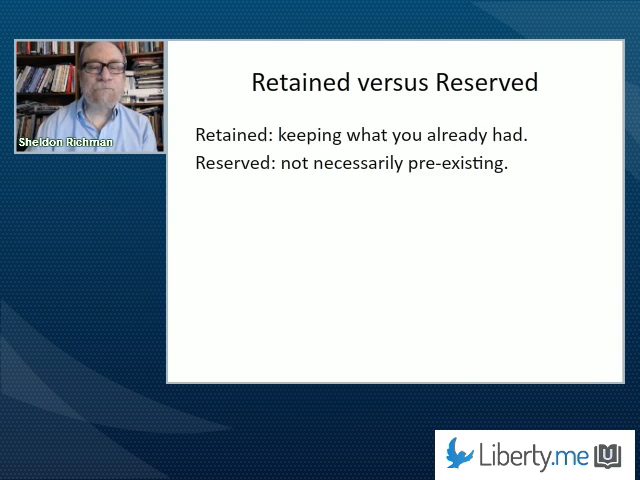 Retained versus Reserved
Retained: keeping what you already had.
Reserved: not necessarily pre-existing.
Sheldon Richman
Liberty.me